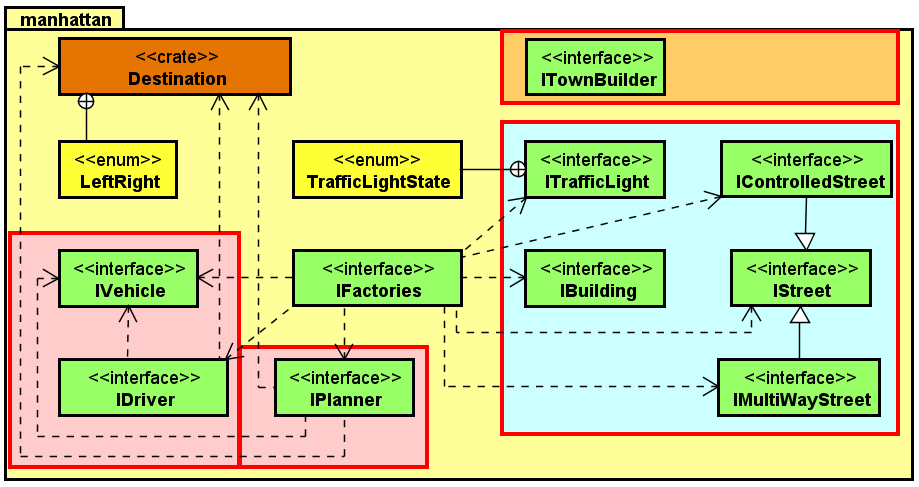 manhattan
<<crate>>
Destination
<<interface>>
ITownBuilder
<<enum>>
LeftRight
<<enum>>
TrafficLightState
<<interface>>
ITrafficLight
<<interface>>
IControlledStreet
<<interface>>
IVehicle
<<interface>>
IFactories
<<interface>>
IBuilding
<<interface>>
IStreet
<<interface>>
IDriver
<<interface>>
IPlanner
<<interface>>
IMultiWayStreet